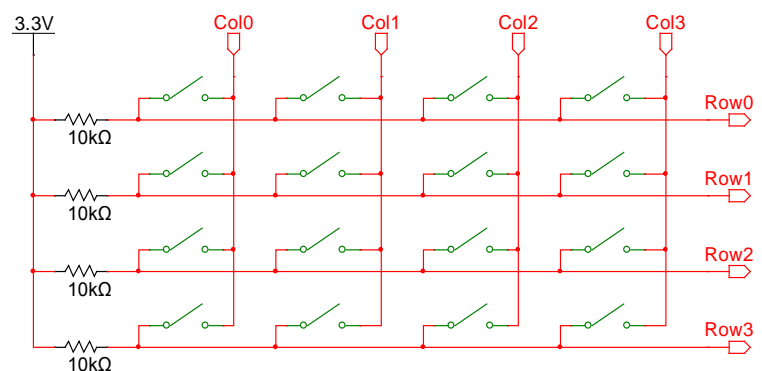 3.3V Col0 Col1 Col2 Col3
Row0
10kΩ
Row1
10kΩ
Row2
10kΩ
Row3
10kΩ